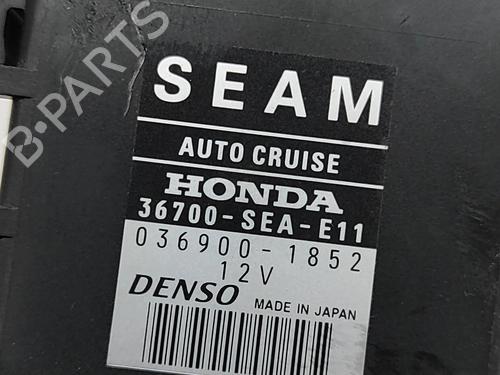 B-PARTS
SEAM
AUTO CRUISE
HONDA
36700-SEA-E11
036900-1852
12V
DENSO MADE IN JAPAN